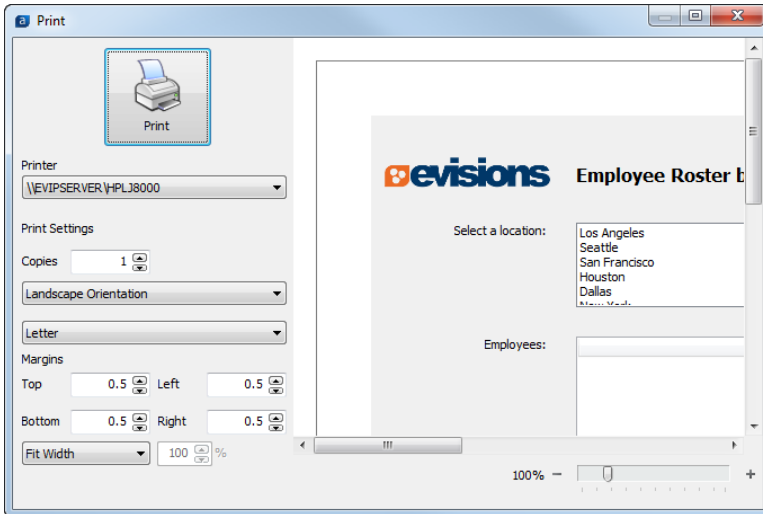 Print
Print
Printer
\\EVIPSERVER\HPLJ8000
Print Settings
Copies 1
Landscape Orientation
Letter
Margins
Top 0.5 Left 0.5
Bottom 0.5 Right 0.5
Fit Width 100 %
evisions
Employee Roster b
Select a location:
Los Angeles
Seattle
San Francisco
Houston
Dallas
New York
Employees:
100% − +